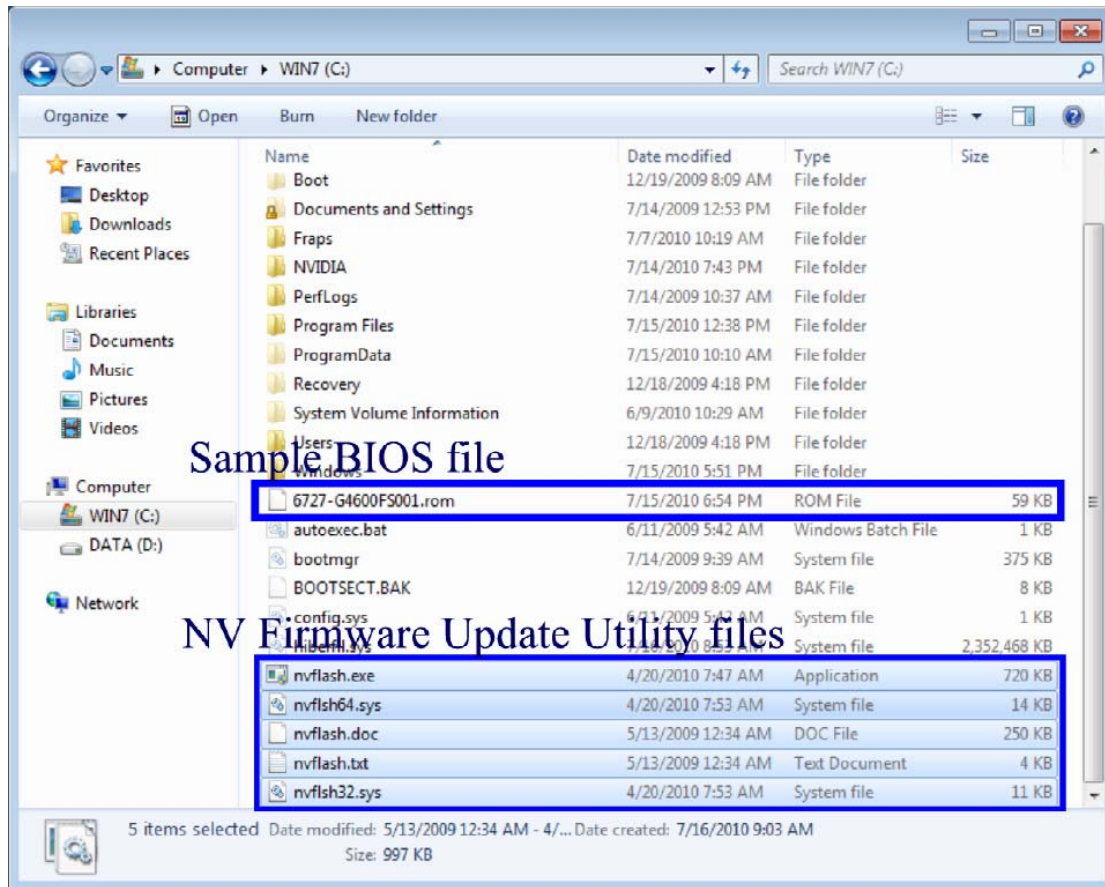 Computer ▸ WIN7 (C:)
Search WIN7 (C:)
Organize Open Burn New folder
Favorites
Desktop
Downloads
Recent Places
Libraries
Documents
Music
Pictures
Videos
Computer
WIN7 (C:)
DATA (D:)
Network
Name Date modified Type Size
Boot 12/19/2009 8:09 AM File folder
Documents and Settings 7/14/2009 12:53 PM File folder
Fraps 7/7/2010 10:19 AM File folder
NVIDIA 7/14/2010 7:43 PM File folder
PerfLogs 7/14/2009 10:37 AM File folder
Program Files 7/15/2010 12:38 PM File folder
ProgramData 7/15/2010 10:10 AM File folder
Recovery 12/18/2009 4:18 PM File folder
System Volume Information 6/9/2010 10:29 AM File folder
Users 12/18/2009 4:18 PM File folder
Sample BIOS file
Windows 7/15/2010 5:51 PM File folder
6727-G4600FS001.rom 7/15/2010 6:54 PM ROM File 59 KB
autoexec.bat 6/11/2009 5:42 AM Windows Batch File 1 KB
bootmgr 7/14/2009 9:39 AM System file 375 KB
BOOTSECT.BAK 12/19/2009 8:09 AM BAK File 8 KB
config.sys 6/11/2009 5:42 AM System file 1 KB
NV Firmware Update Utility files
hiberfil.sys System file 2,352,468 KB
nvflash.exe 4/20/2010 7:47 AM Application 720 KB
nvflsh64.sys 4/20/2010 7:53 AM System file 14 KB
nvflash.doc 5/13/2009 12:34 AM DOC File 250 KB
nvflash.txt 5/13/2009 12:34 AM Text Document 4 KB
nvflsh32.sys 4/20/2010 7:53 AM System file 11 KB
5 items selected Date modified: 5/13/2009 12:34 AM - 4/... Date created: 7/16/2010 9:03 AM
Size: 997 KB